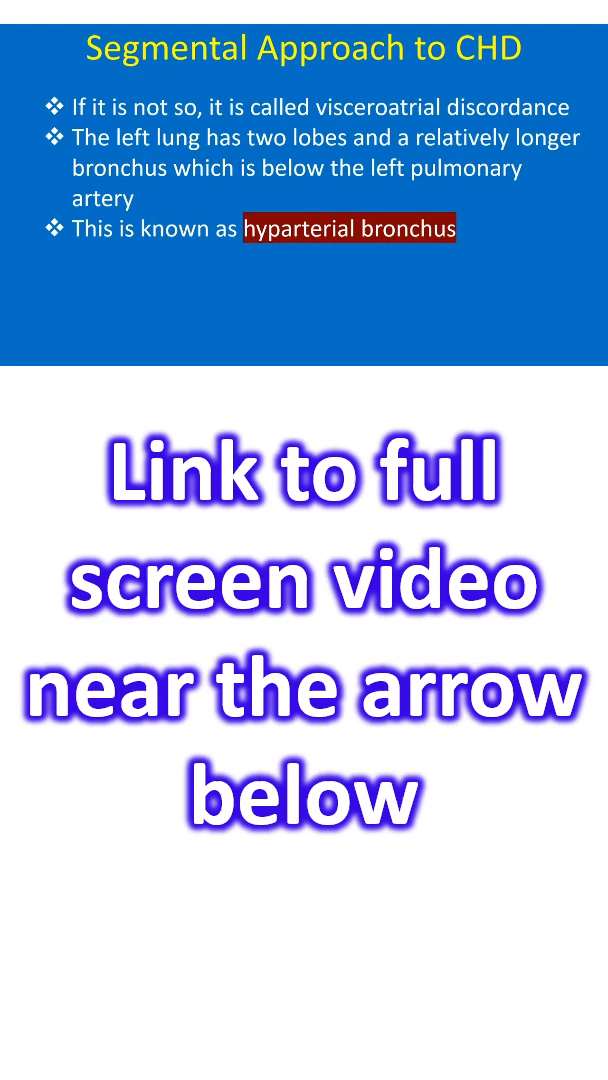 Segmental Approach to CHD
❖ If it is not so, it is called visceroatrial discordance
❖ The left lung has two lobes and a relatively longer
bronchus which is below the left pulmonary
artery
❖ This is known as hyparterial bronchus
Link to full
screen video
near the arrow
below